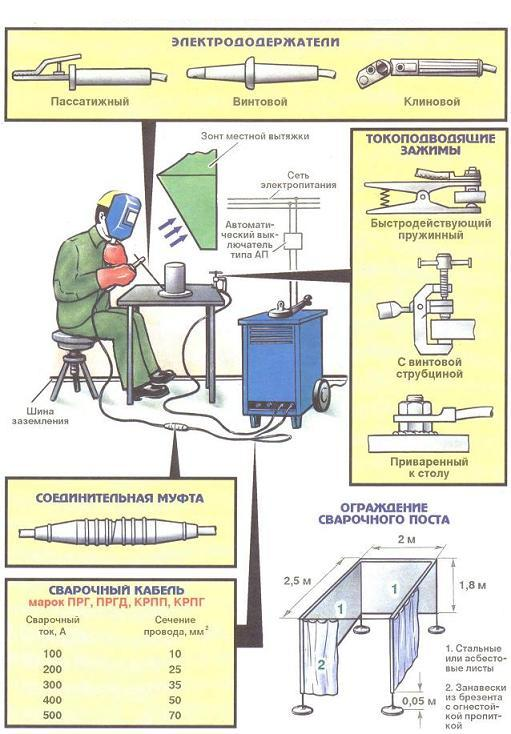 ЭЛЕКТРОДОДЕРЖАТЕЛИ
Пассатижный
Винтовой
Клиновой
Зонт местной вытяжки
Сеть
электропитания
Автомати-
ческий вык-
лючатель
типа АП
ТОКОПОДВОДЯЩИЕ
ЗАЖИМЫ
Быстродействующий
пружинный
С винтовой
струбциной
Приваренный
к столу
Шина
заземления
СОЕДИНИТЕЛЬНАЯ МУФТА
СВАРОЧНЫЙ КАБЕЛЬ
марок ПРГ, ПРГД, КРПП, КРПГ
Сварочный Сечение
ток, А провода, мм²
100 10
200 25
300 35
400 50
500 70
ОГРАЖДЕНИЕ
СВАРОЧНОГО ПОСТА
2 м
2,5 м
1,8 м
1
1
2
0,05 м
1. Стальные
или асбесто-
вые листы
2. Занавески
из брезента
с огнестой-
кой пропит-
кой